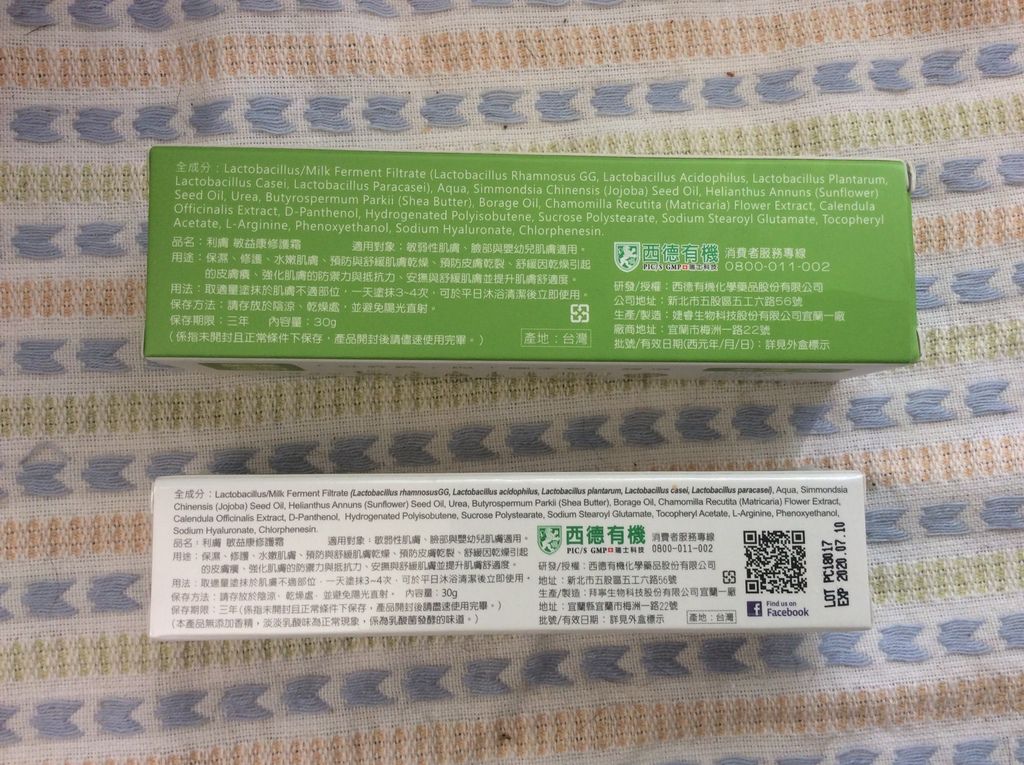 全成分：Lactobacillus/Milk Ferment Filtrate (Lactobacillus Rhamnosus GG, Lactobacillus Acidophilus, Lactobacillus Plantarum,
Lactobacillus Casei, Lactobacillus Paracasei), Aqua, Simmondsia Chinensis (Jojoba) Seed Oil, Helianthus Annuns (Sunflower)
Seed Oil, Urea, Butyrospermum Parkii (Shea Butter), Borage Oil, Chamomilla Recutita (Matricaria) Flower Extract, Calendula
Officinalis Extract, D-Panthenol, Hydrogenated Polyisobutene, Sucrose Polystearate, Sodium Stearoyl Glutamate, Tocopheryl
Acetate, L-Arginine, Phenoxyethanol, Sodium Hyaluronate, Chlorphenesin.
品名：利膚 敏益康修護霜 適用對象：敏弱性肌膚、臉部與嬰幼兒肌膚適用。
用途：保濕、修護、水嫩肌膚、預防與舒緩肌膚乾燥、預防皮膚乾裂、舒緩因乾燥引起
的皮膚癢、強化肌膚的防禦力與抵抗力、安撫與舒緩肌膚並提升肌膚舒適度。
用法：取適量塗抹於肌膚不適部位，一天塗抹3~4次，可於平日沐浴清潔後立即使用。
保存方法：請存放於陰涼、乾燥處，並避免陽光直射。
保存期限：三年 內容量：30g
(係指未開封且正常條件下保存，產品開封後請儘速使用完畢。)
產地：台灣
西德有機
PIC/S GMP 瑞士科技
消費者服務專線
0800-011-002
研發/授權：西德有機化學藥品股份有限公司
公司地址：新北市五股區五工六路56號
生產/製造：婕睿生物科技股份有限公司宜蘭一廠
廠商地址：宜蘭市梅洲一路22號
批號/有效日期(西元年/月/日)：詳見外盒標示
全成分：Lactobacillus/Milk Ferment Filtrate (Lactobacillus rhamnosusGG, Lactobacillus acidophilus, Lactobacillus plantarum, Lactobacillus casei, Lactobacillus paracasei), Aqua, Simmondsia
Chinensis (Jojoba) Seed Oil, Helianthus Annuns (Sunflower) Seed Oil, Urea, Butyrospermum Parkii (Shea Butter), Borage Oil, Chamomilla Recutita (Matricaria) Flower Extract,
Calendula Officinalis Extract, D-Panthenol, Hydrogenated Polyisobutene, Sucrose Polystearate, Sodium Stearoyl Glutamate, Tocopheryl Acetate, L-Arginine, Phenoxyethanol,
Sodium Hyaluronate, Chlorphenesin.
品名：利膚 敏益康修護霜 適用對象：敏弱性肌膚、臉部與嬰幼兒肌膚適用。
用途：保濕、修護、水嫩肌膚、預防與舒緩肌膚乾燥、預防皮膚乾裂、舒緩因乾燥引起
的皮膚癢、強化肌膚的防禦力與抵抗力、安撫與舒緩肌膚並提升肌膚舒適度。
用法：取適量塗抹於肌膚不適部位，一天塗抹3~4次，可於平日沐浴清潔後立即使用。
保存方法：請存放於陰涼、乾燥處，並避免陽光直射。 內容量：30g
保存期限：三年(係指未開封且正常條件下保存，產品開封後請儘速使用完畢。)
(本產品無添加香精，淡淡乳酸味為正常現象，係為乳酸菌發酵的味道。)
西德有機
PIC/S GMP 瑞士科技
消費者服務專線
0800-011-002
研發/授權：西德有機化學藥品股份有限公司
地址：新北市五股區五工六路56號
生產/製造：拜寧生物科技股份有限公司宜蘭一廠
地址：宜蘭縣宜蘭市梅洲一路22號
批號/有效日期：詳見外盒標示
產地：台灣
Find us on
Facebook
LOT PC18017
EXP 2020.07.10